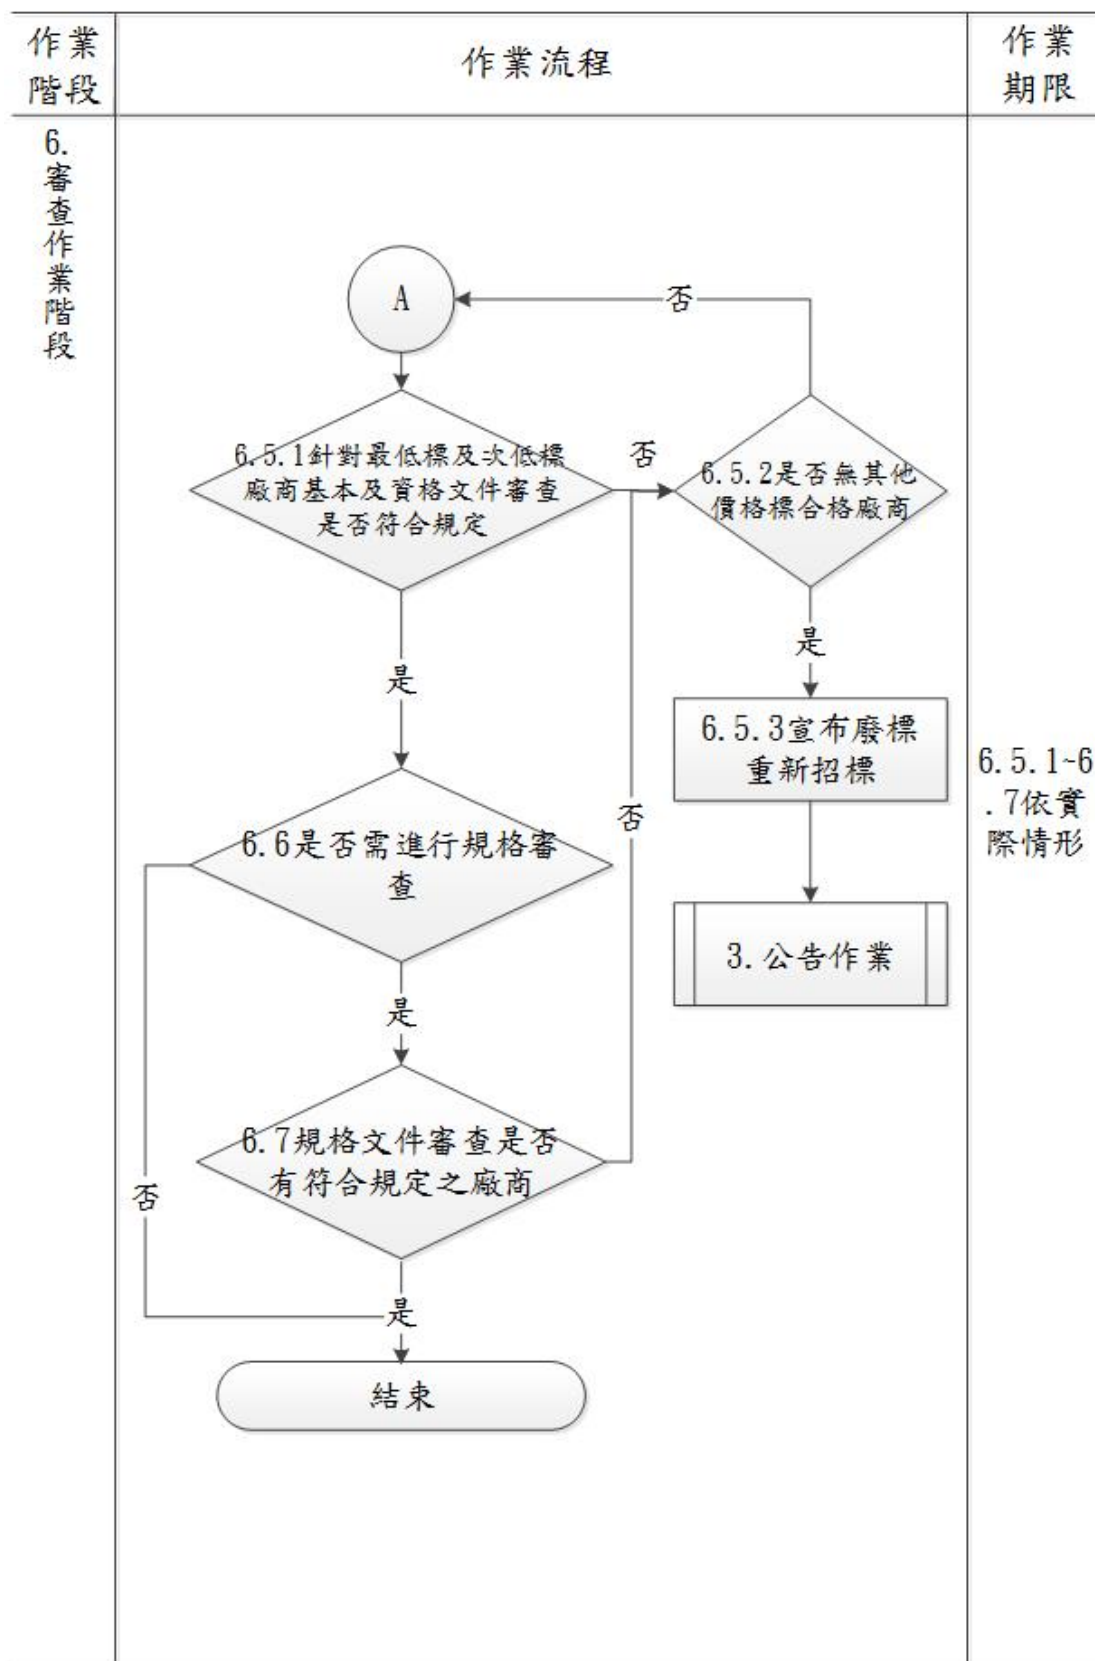 作業
階段
作業流程
作業
期限
6.
審
查
作
業
階
段
A
否
6.5.1針對最低標及次低標
廠商基本及資格文件審查
是否符合規定
否
6.5.2是否無其他
價格標合格廠商
是
是
6.5.3宣布廢標
重新招標
6.5.1~6
.7依實
際情形
否
6.6是否需進行規格審
查
3.公告作業
是
6.7規格文件審查是否
有符合規定之廠商
否
是
結束